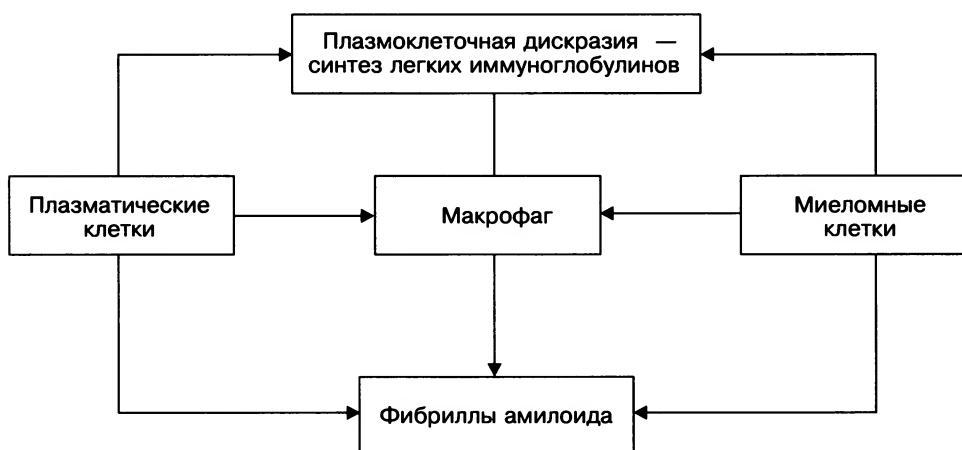 Плазмоклеточная дискразия —
синтез легких иммуноглобулинов
Плазматические
клетки
Макрофаг
Миеломные
клетки
Фибриллы амилоида